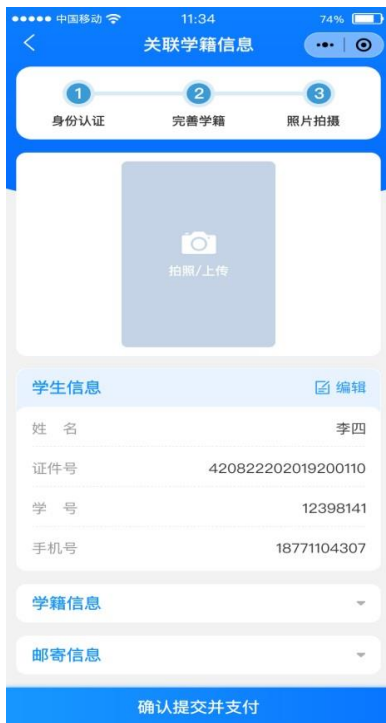 中国移动 11:34 74%
关联学籍信息
1 2 3
身份认证 完善学籍 照片拍摄
拍照/上传
学生信息 编辑
姓 名 李四
证件号 420822202019200110
学 号 12398141
手机号 18771104307
学籍信息
邮寄信息
确认提交并支付